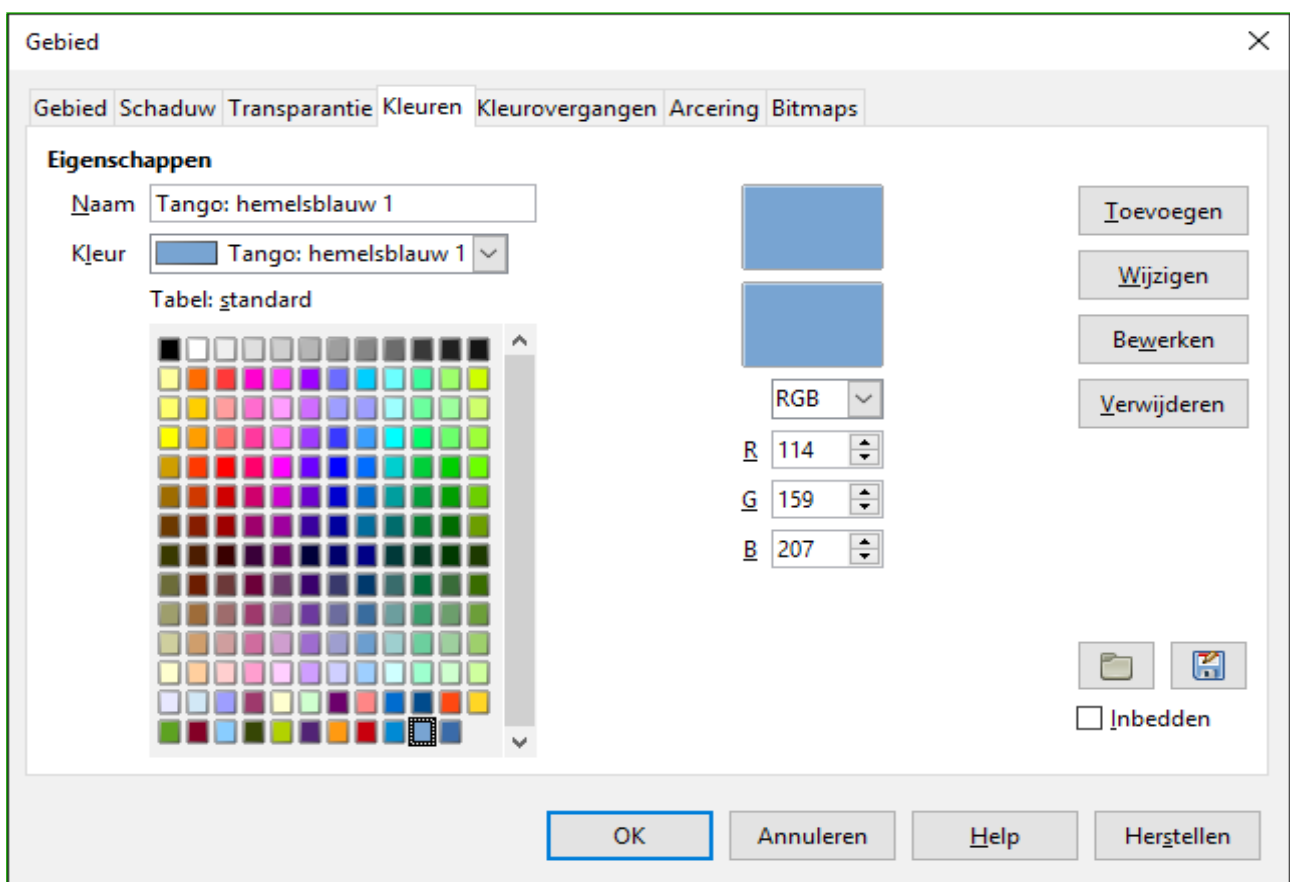 Gebied
Gebied Schaduw Transparantie Kleuren Kleurovergangen Arcering Bitmaps
Eigenschappen
Naam Tango: hemelsblauw 1
Kleur Tango: hemelsblauw 1
Tabel: standard
RGB
R 114
G 159
B 207
Toevoegen
Wijzigen
Bewerken
Verwijderen
Inbedden
OK Annuleren Help Herstellen